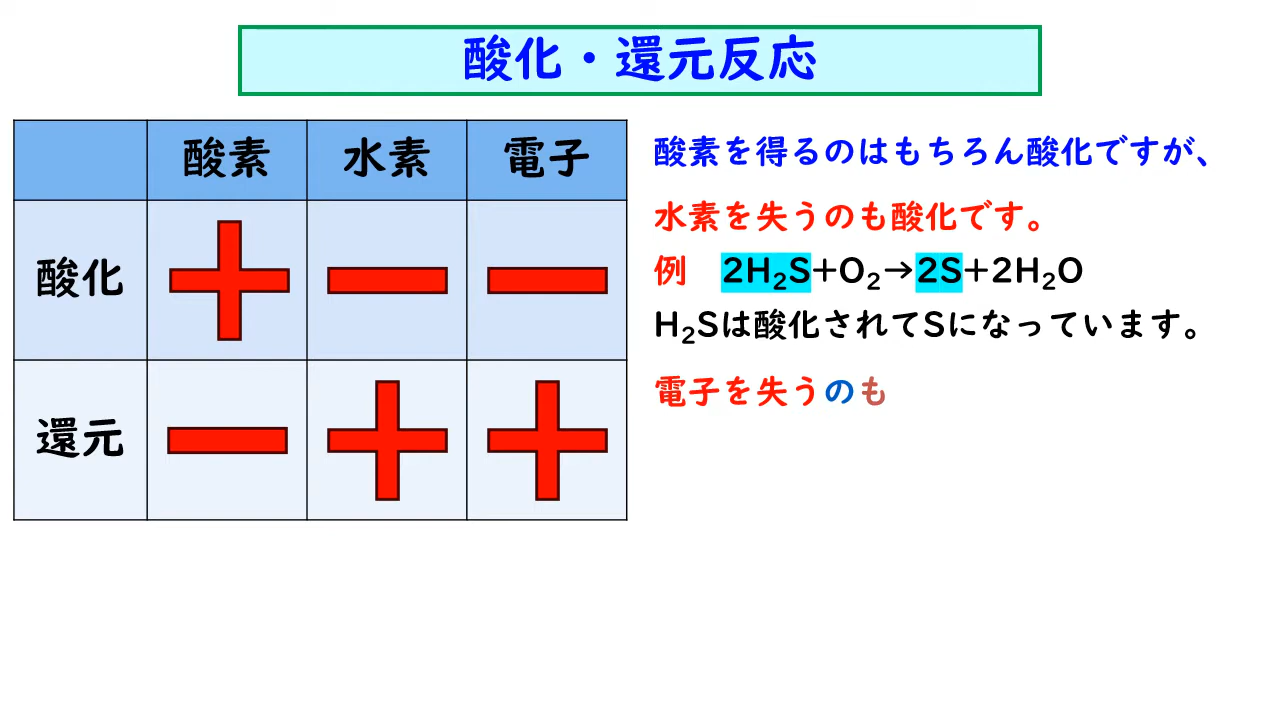 酸化・還元反応
酸素 水素 電子
酸化
還元
酸素を得るのはもちろん酸化ですが、
水素を失うのも酸化です。
例 2H₂S+O₂→2S+2H₂O
H₂Sは酸化されてSになっています。
電子を失うのも